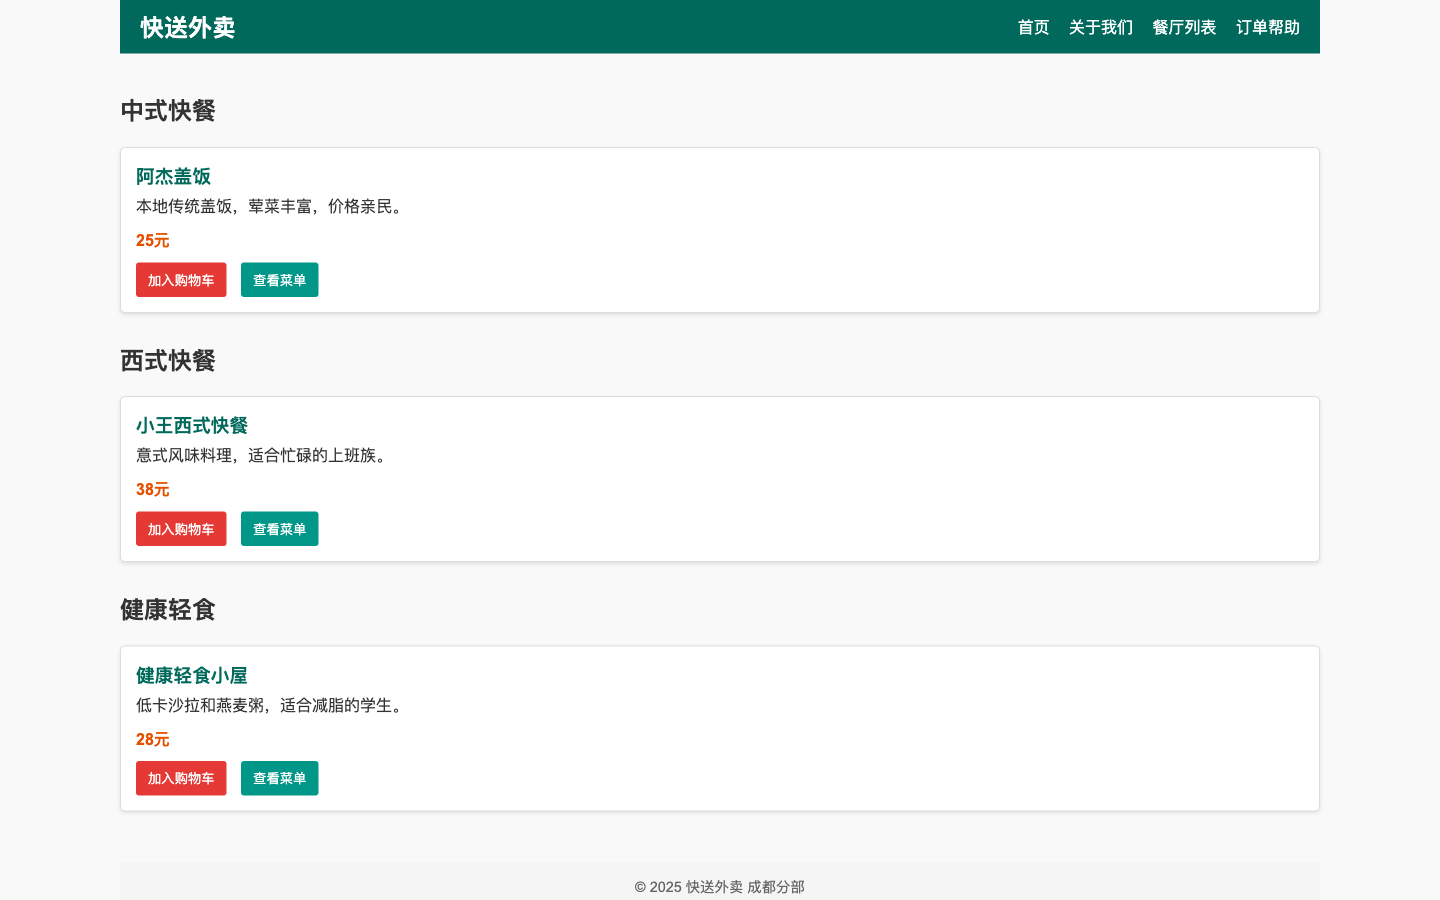 快送外卖
首页 关于我们 餐厅列表 订单帮助
中式快餐
阿杰盖饭
本地传统盖饭，荤菜丰富，价格亲民。
25元
加入购物车 查看菜单
西式快餐
小王西式快餐
意式风味料理，适合忙碌的上班族。
38元
加入购物车 查看菜单
健康轻食
健康轻食小屋
低卡沙拉和燕麦粥，适合减脂的学生。
28元
加入购物车 查看菜单
© 2025 快送外卖 成都分部